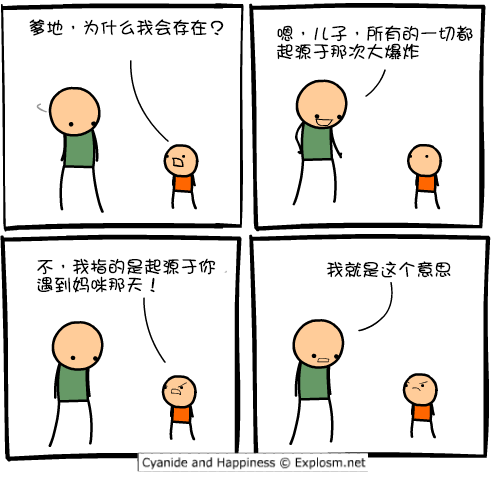 爹地，为什么我会存在？
嗯，儿子，所有的一切都
起源于那次大爆炸
不，我指的是起源于你
遇到妈咪那天！
我就是这个意思
Cyanide and Happiness © Explosm.net